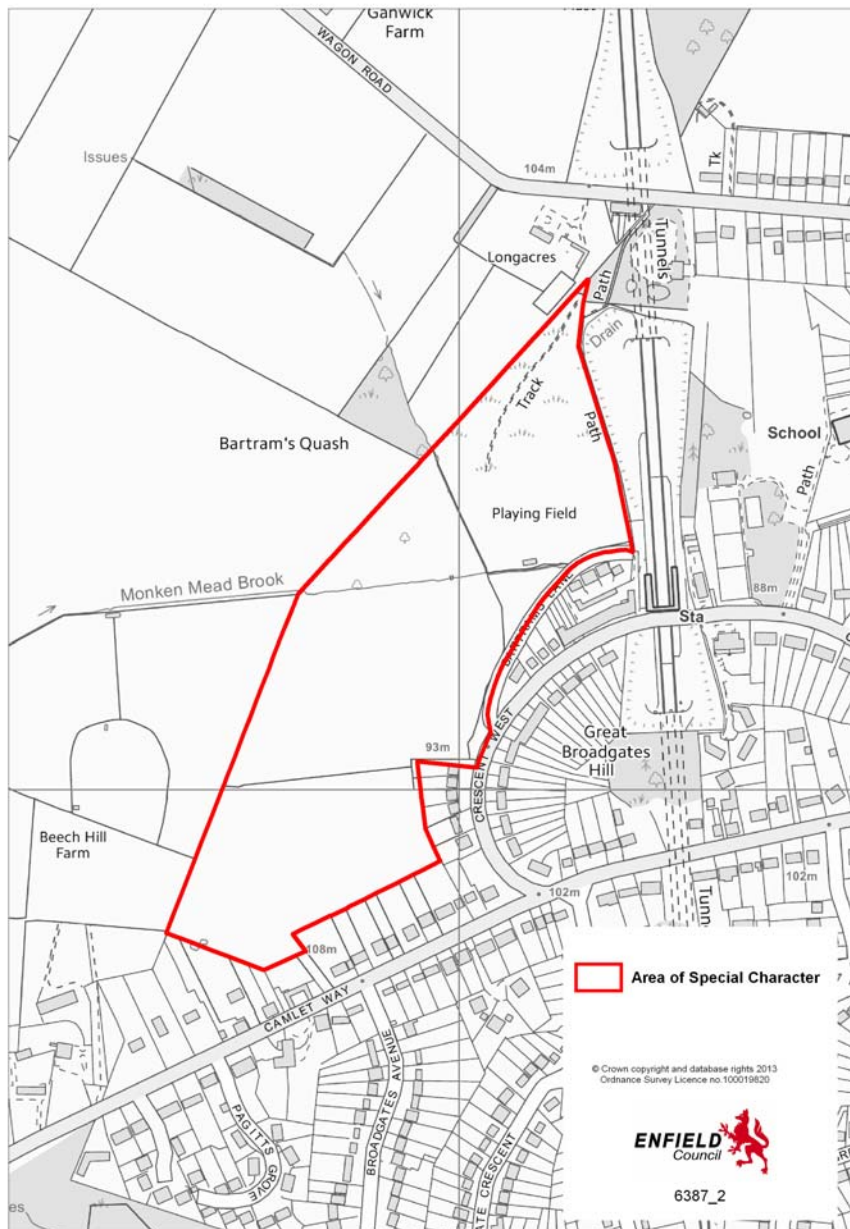 Ganwick
Farm
WAGON ROAD
Issues
104m
Tk
Longacres
Tunnels
Path
Drain
Track
Path
Bartram's Quash
School
Path
Playing Field
Monken Mead Brook
BARTRAMS LANE
88m
Sta
93m
CRESCENT WEST
Great
Broadgates
Hill
Beech Hill
Farm
102m
102m
108m
CAMLET WAY
PAGITTS GROVE
BROADGATES AVENUE
CRESCENT
Area of Special Character
© Crown copyright and database rights 2013
Ordnance Survey Licence no.100019820
ENFIELD
Council
6387_2